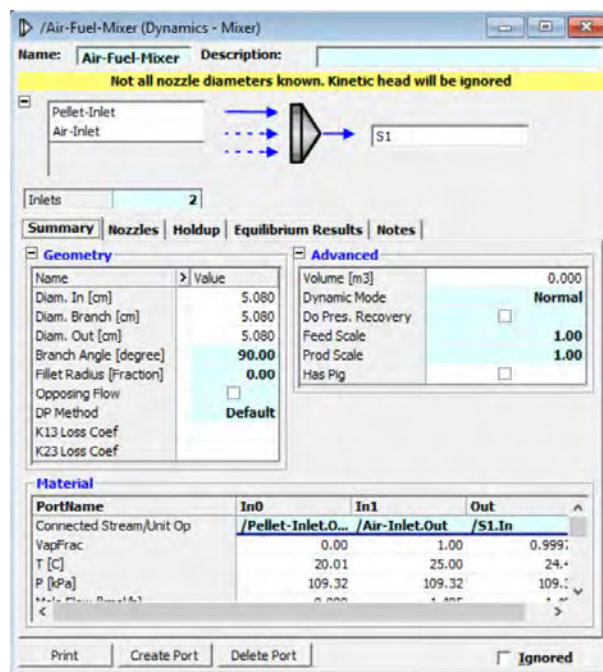 /Air-Fuel-Mixer (Dynamics - Mixer)
Name: Air-Fuel-Mixer Description:
Not all nozzle diameters known. Kinetic head will be ignored
Pellet-Inlet
Air-Inlet
S1
Inlets 2
Summary Nozzles Holdup Equilibrium Results Notes
Geometry
Name > Value
Diam. In [cm] 5.080
Diam. Branch [cm] 5.080
Diam. Out [cm] 5.080
Branch Angle [degree] 90.00
Fillet Radius [Fraction] 0.00
Opposing Flow
DP Method Default
K13 Loss Coef
K23 Loss Coef
Advanced
Volume [m3] 0.000
Dynamic Mode Normal
Do Pres. Recovery
Feed Scale 1.00
Prod Scale 1.00
Has Pig
Material
PortName In0 In1 Out
Connected Stream/Unit Op /Pellet-Inlet.O... /Air-Inlet.Out /S1.In
VapFrac 0.00 1.00
T [C] 20.01 25.00
P [kPa] 109.32 109.32
Print Create Port Delete Port Ignored